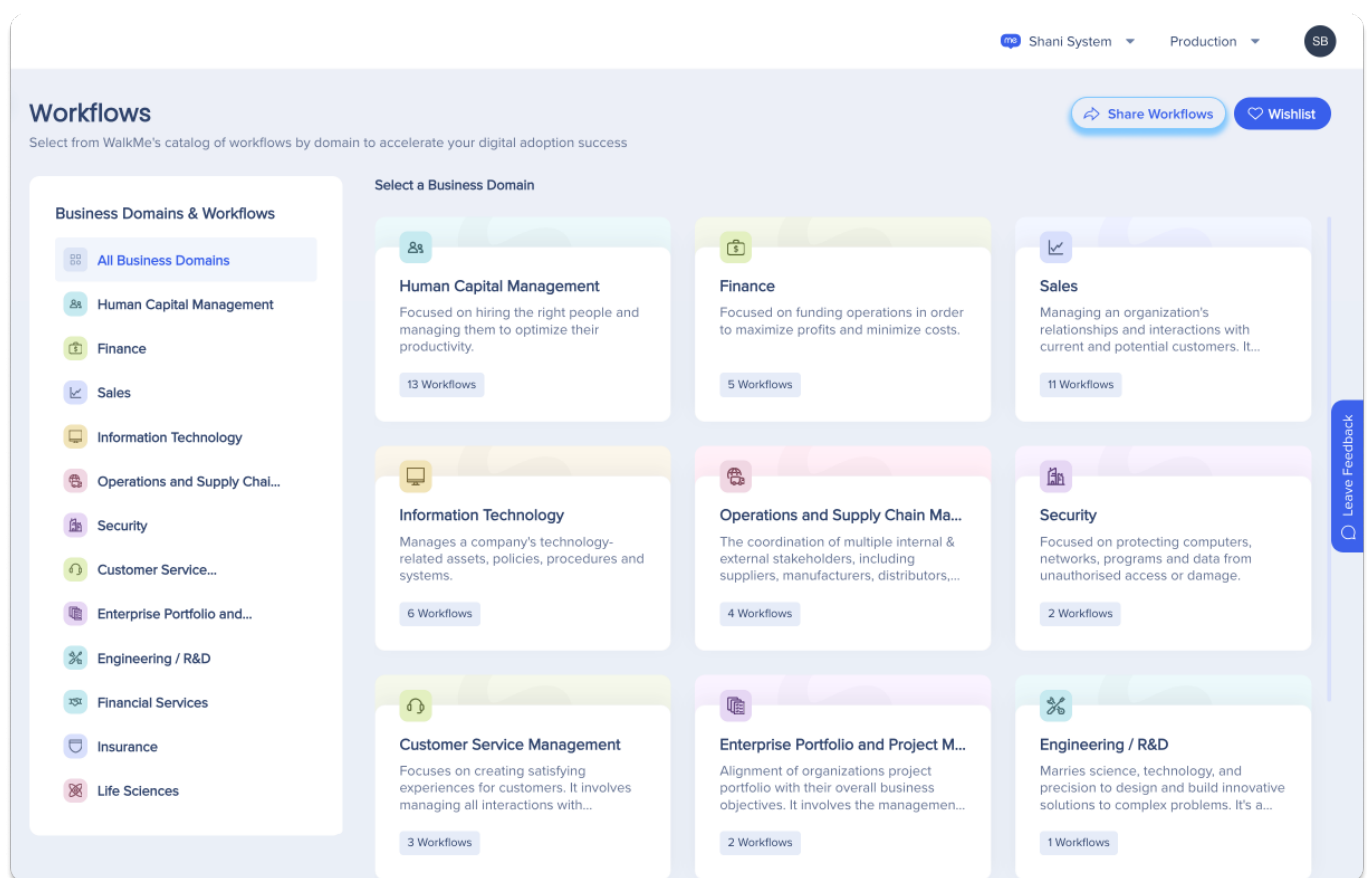 me Shani System
Production
SB
Workflows
Select from WalkMe's catalog of workflows by domain to accelerate your digital adoption success
Share Workflows
Wishlist
Business Domains & Workflows
All Business Domains
Human Capital Management
Finance
Sales
Information Technology
Operations and Supply Chai...
Security
Customer Service...
Enterprise Portfolio and...
Engineering / R&D
Financial Services
Insurance
Life Sciences
Select a Business Domain
Human Capital Management
Focused on hiring the right people and
managing them to optimize their
productivity.
13 Workflows
Finance
Focused on funding operations in order
to maximize profits and minimize costs.
5 Workflows
Sales
Managing an organization's
relationships and interactions with
current and potential customers. It...
11 Workflows
Information Technology
Manages a company's technology-
related assets, policies, procedures and
systems.
6 Workflows
Operations and Supply Chain Ma...
The coordination of multiple internal &
external stakeholders, including
suppliers, manufacturers, distributors,...
4 Workflows
Security
Focused on protecting computers,
networks, programs and data from
unauthorised access or damage.
2 Workflows
Customer Service Management
Focuses on creating satisfying
experiences for customers. It involves
managing all interactions with...
3 Workflows
Enterprise Portfolio and Project M...
Alignment of organizations project
portfolio with their overall business
objectives. It involves the managemen...
2 Workflows
Engineering / R&D
Marries science, technology, and
precision to design and build innovative
solutions to complex problems. It's a...
1 Workflows
Leave Feedback